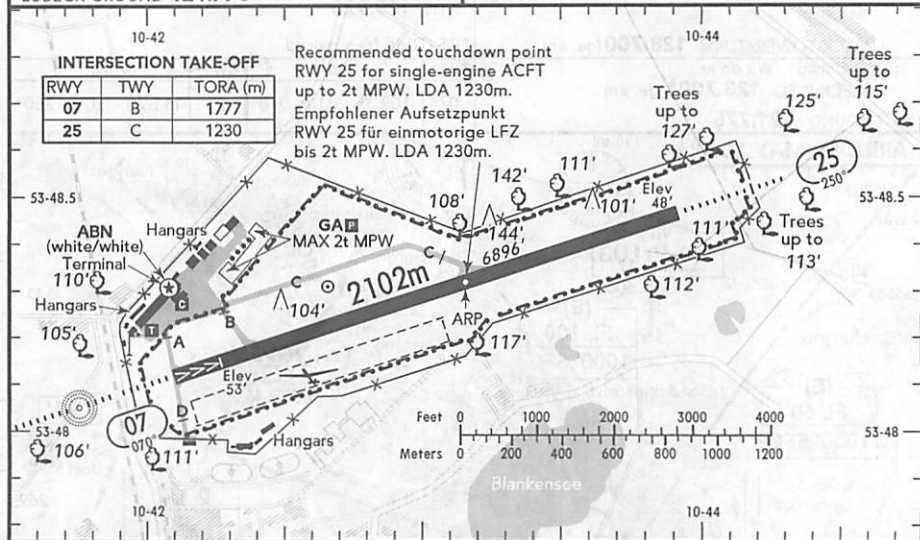 10-42
10-44
INTERSECTION TAKE-OFF
RWY TWY TORA (m)
07 B 1777
25 C 1230
Recommended touchdown point
RWY 25 for single-engine ACFT
up to 2t MPW. LDA 1230m.
Empfohlener Aufsetzpunkt
RWY 25 für einmotorige LFZ
bis 2t MPW. LDA 1230m.
Trees
up to
115'
Trees
up to
127'
125'
25
250°
53-48.5
53-48.5
142'
111'
108'
144'
101'
Elev
48'
6896'
111'
Trees
up to
113'
112'
ABN
(white/white)
Hangars
Terminal
GA P
MAX 2t MPW
110'
Hangars
105'
C
C
C
T
A
B
104'
2102m
ARP
117'
Elev
53'
D
07
070°
Hangars
53-48
53-48
106'
111'
Feet 0 1000 2000 3000 4000
Meters 0 200 400 600 800 1000 1200
Blankensee
10-42
10-44